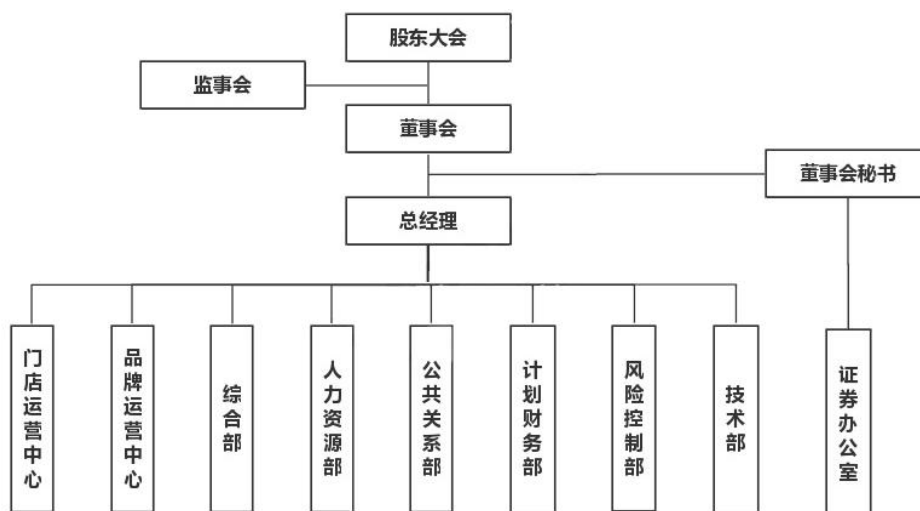 股东大会
监事会
董事会
董事会秘书
总经理
门店运营中心
品牌运营中心
综合部
人力资源部
公共关系部
计划财务部
风险控制部
技术部
证券办公室